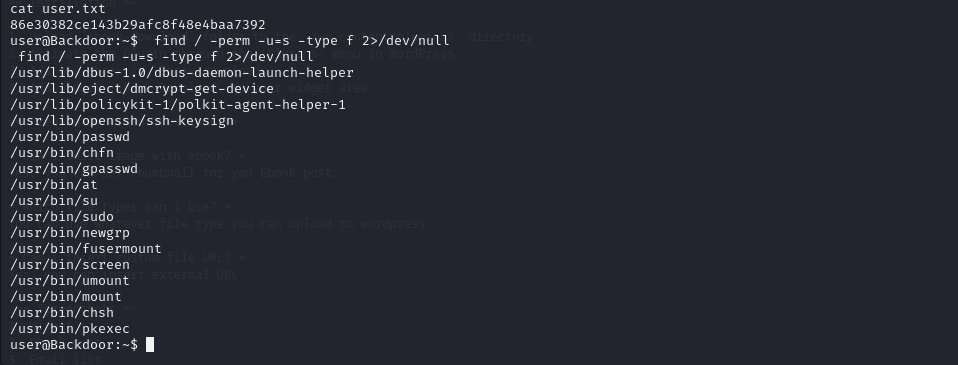 cat user.txt
86e30382ce143b29afc8f48e4baa7392
user@Backdoor:~$  find / -perm -u=s -type f 2>/dev/null
 find / -perm -u=s -type f 2>/dev/null
/usr/lib/dbus-1.0/dbus-daemon-launch-helper
/usr/lib/eject/dmcrypt-get-device
/usr/lib/policykit-1/polkit-agent-helper-1
/usr/lib/openssh/ssh-keysign
/usr/bin/passwd
/usr/bin/chfn
/usr/bin/gpasswd
/usr/bin/at
/usr/bin/su
/usr/bin/sudo
/usr/bin/newgrp
/usr/bin/fusermount
/usr/bin/screen
/usr/bin/umount
/usr/bin/mount
/usr/bin/chsh
/usr/bin/pkexec
user@Backdoor:~$